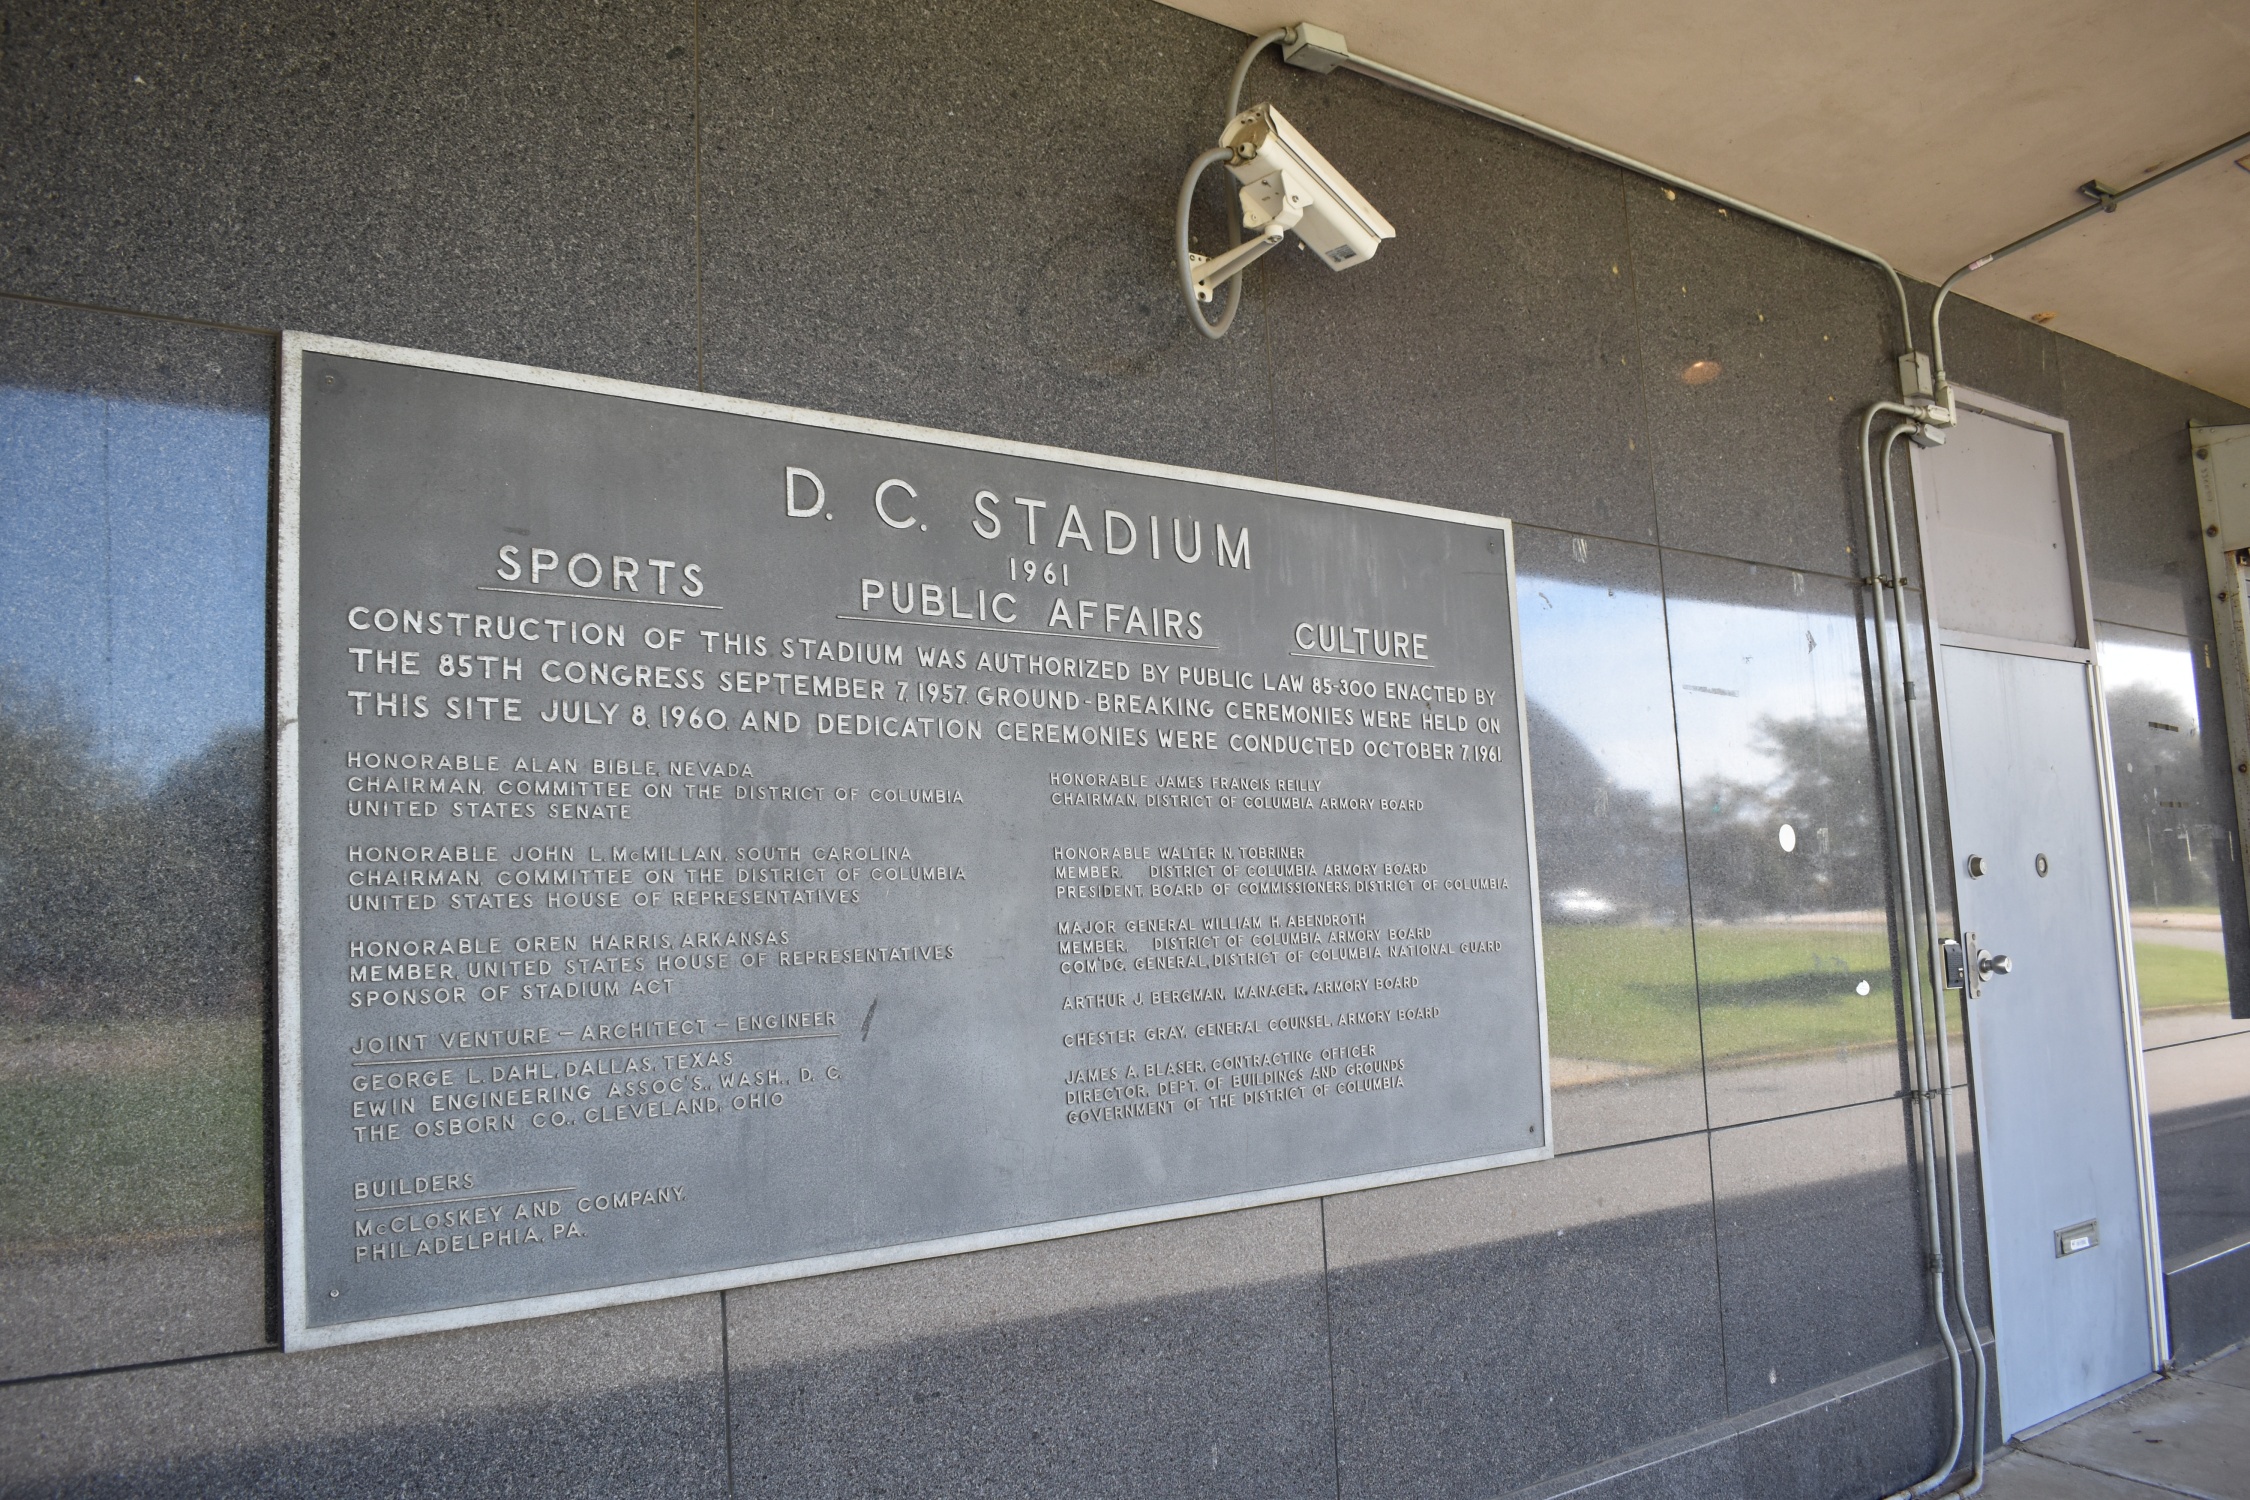 D. C. STADIUM
1961
SPORTS
PUBLIC AFFAIRS
CULTURE
CONSTRUCTION OF THIS STADIUM WAS AUTHORIZED BY PUBLIC LAW 85-300 ENACTED BY
THE 85TH CONGRESS SEPTEMBER 7, 1957. GROUND-BREAKING CEREMONIES WERE HELD ON
THIS SITE JULY 8, 1960, AND DEDICATION CEREMONIES WERE CONDUCTED OCTOBER 7, 1961.
HONORABLE ALAN BIBLE, NEVADA
CHAIRMAN, COMMITTEE ON THE DISTRICT OF COLUMBIA
UNITED STATES SENATE
HONORABLE JOHN L. McMILLAN, SOUTH CAROLINA
CHAIRMAN, COMMITTEE ON THE DISTRICT OF COLUMBIA
UNITED STATES HOUSE OF REPRESENTATIVES
HONORABLE OREN HARRIS, ARKANSAS
MEMBER, UNITED STATES HOUSE OF REPRESENTATIVES
SPONSOR OF STADIUM ACT
JOINT VENTURE – ARCHITECT – ENGINEER
GEORGE L. DAHL, DALLAS, TEXAS
EWIN ENGINEERING ASSOC'S., WASH., D. C.
THE OSBORN CO., CLEVELAND, OHIO
BUILDERS
McCLOSKEY AND COMPANY,
PHILADELPHIA, PA.
HONORABLE JAMES FRANCIS REILLY
CHAIRMAN, DISTRICT OF COLUMBIA ARMORY BOARD
HONORABLE WALTER N. TOBRINER
MEMBER, DISTRICT OF COLUMBIA ARMORY BOARD
PRESIDENT, BOARD OF COMMISSIONERS, DISTRICT OF COLUMBIA
MAJOR GENERAL WILLIAM H. ABENDROTH
MEMBER, DISTRICT OF COLUMBIA ARMORY BOARD
COM'DG. GENERAL, DISTRICT OF COLUMBIA NATIONAL GUARD
ARTHUR J. BERGMAN, MANAGER, ARMORY BOARD
CHESTER GRAY, GENERAL COUNSEL, ARMORY BOARD
JAMES A. BLASER, CONTRACTING OFFICER
DIRECTOR, DEPT. OF BUILDINGS AND GROUNDS
GOVERNMENT OF THE DISTRICT OF COLUMBIA